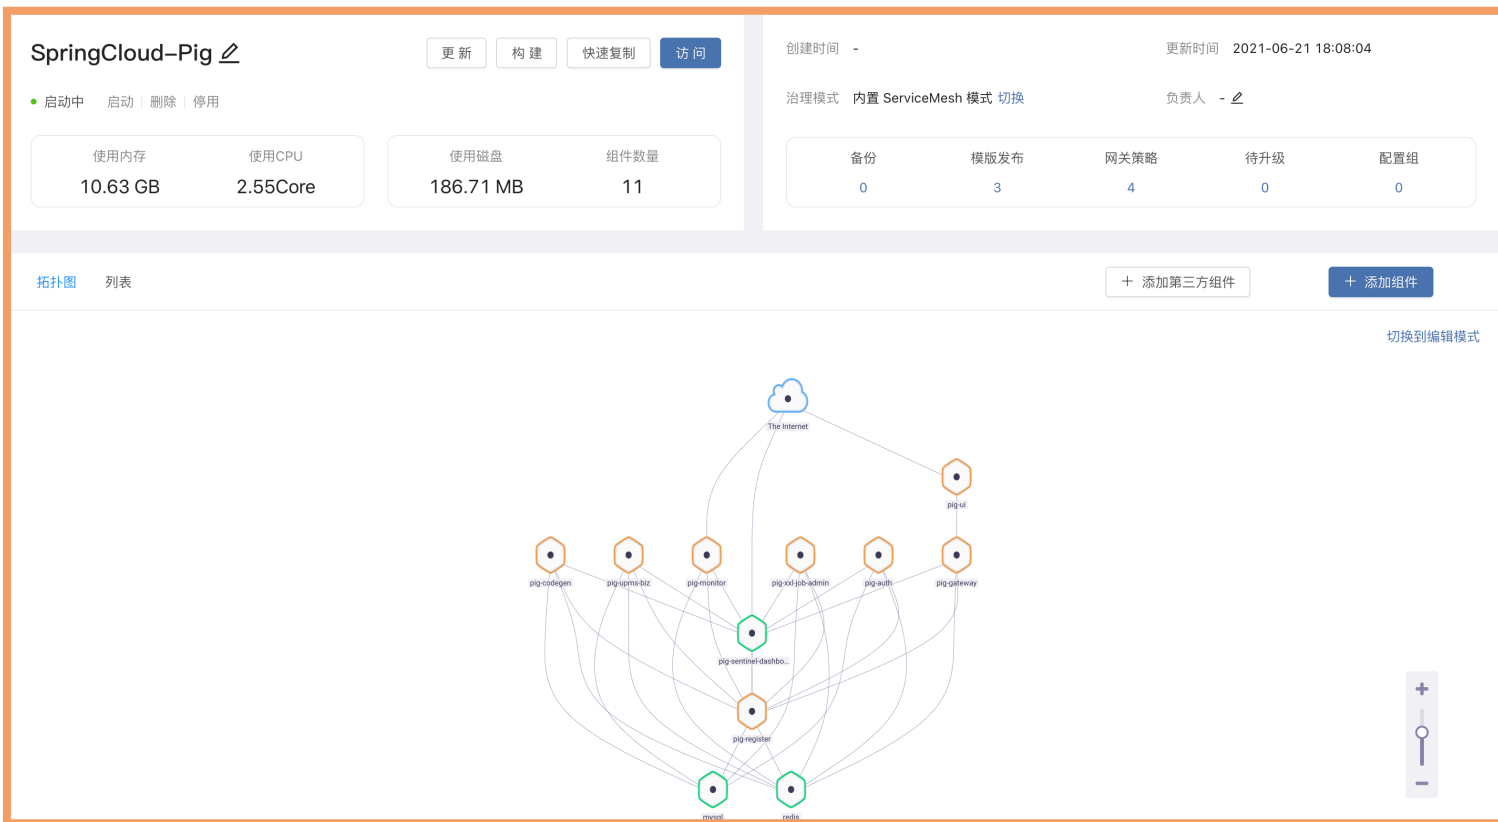 SpringCloud-Pig
更 新
构 建
快速复制
访 问
启动中
启动
删除
停用
使用内存
使用CPU
使用磁盘
组件数量
10.63 GB
2.55Core
186.71 MB
11
创建时间 -
更新时间 2021-06-21 18:08:04
治理模式 内置 ServiceMesh 模式 切换
负责人 -
备份
模版发布
网关策略
待升级
配置组
0
3
4
0
0
拓扑图
列表
+ 添加第三方组件
+ 添加组件
切换到编辑模式
The Internet
pig-ui
pig-codegen
pig-upms-biz
pig-monitor
pig-xxl-job-admin
pig-auth
pig-gateway
pig-sentinel-dashbo...
pig-register
mysql
redis